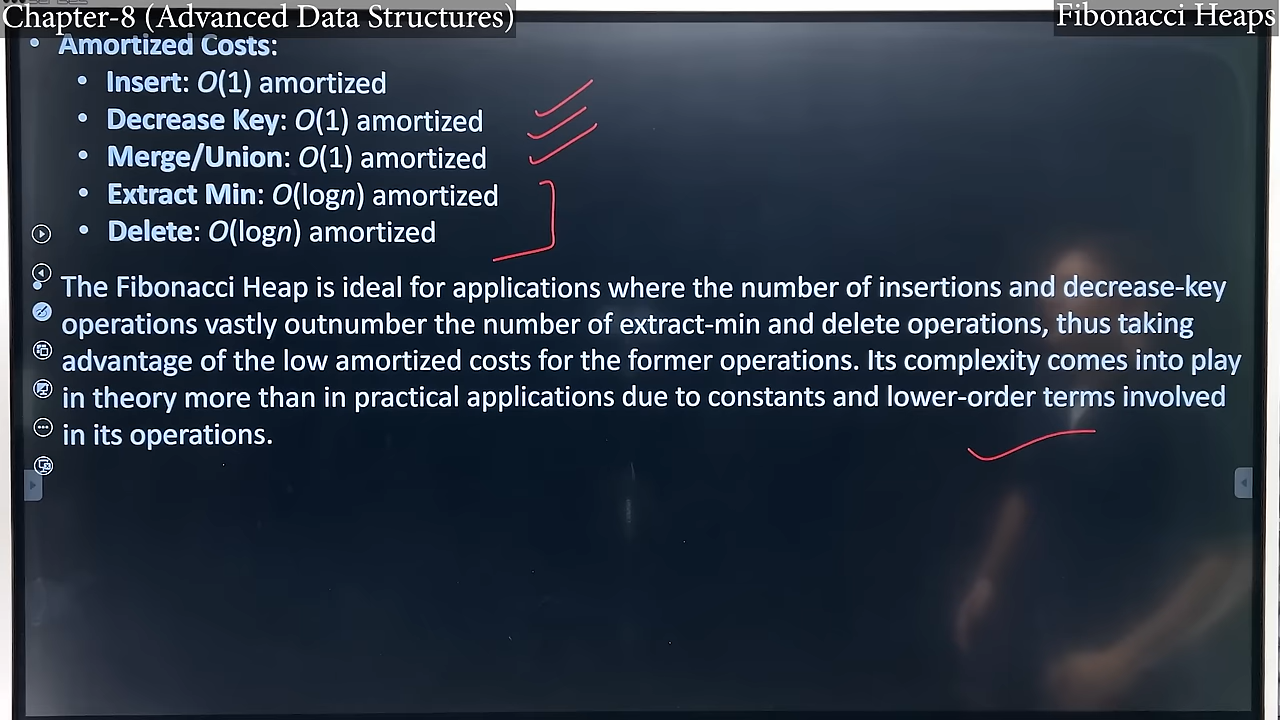 Chapter-8 (Advanced Data Structures)
Fibonacci Heaps
• Amortized Costs:
• Insert: O(1) amortized
• Decrease Key: O(1) amortized
• Merge/Union: O(1) amortized
• Extract Min: O(logn) amortized
• Delete: O(logn) amortized
• The Fibonacci Heap is ideal for applications where the number of insertions and decrease-key
operations vastly outnumber the number of extract-min and delete operations, thus taking
advantage of the low amortized costs for the former operations. Its complexity comes into play
in theory more than in practical applications due to constants and lower-order terms involved
in its operations.